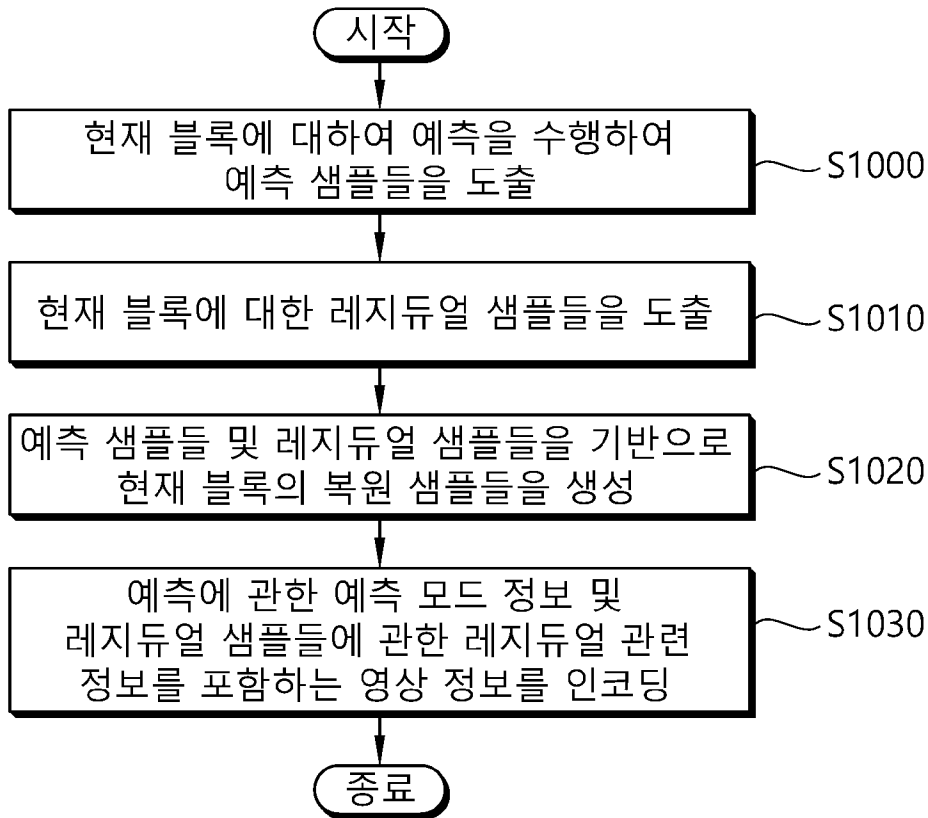 시작
현재 블록에 대하여 예측을 수행하여
예측 샘플들을 도출
S1000
현재 블록에 대한 레지듀얼 샘플들을 도출
S1010
예측 샘플들 및 레지듀얼 샘플들을 기반으로
현재 블록의 복원 샘플들을 생성
S1020
예측에 관한 예측 모드 정보 및
레지듀얼 샘플들에 관한 레지듀얼 관련
정보를 포함하는 영상 정보를 인코딩
S1030
종료